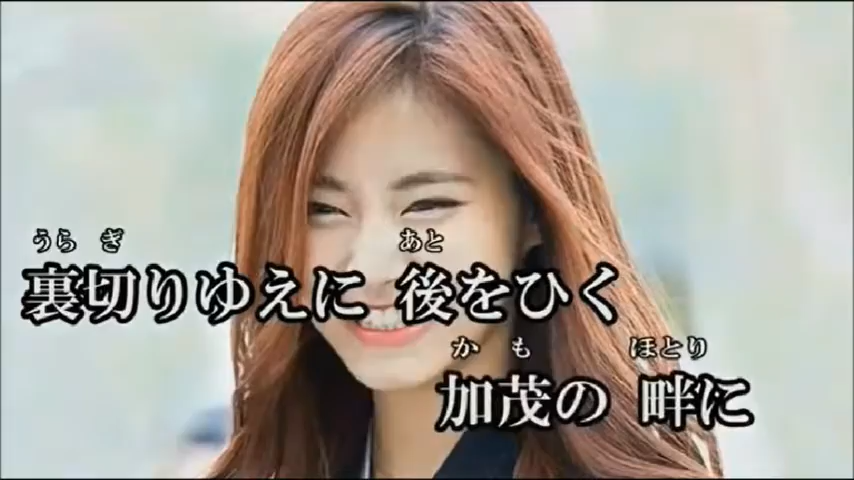 うら ぎ あと
裏切りゆえに 後をひく
か も ほとり
加茂の 畔に